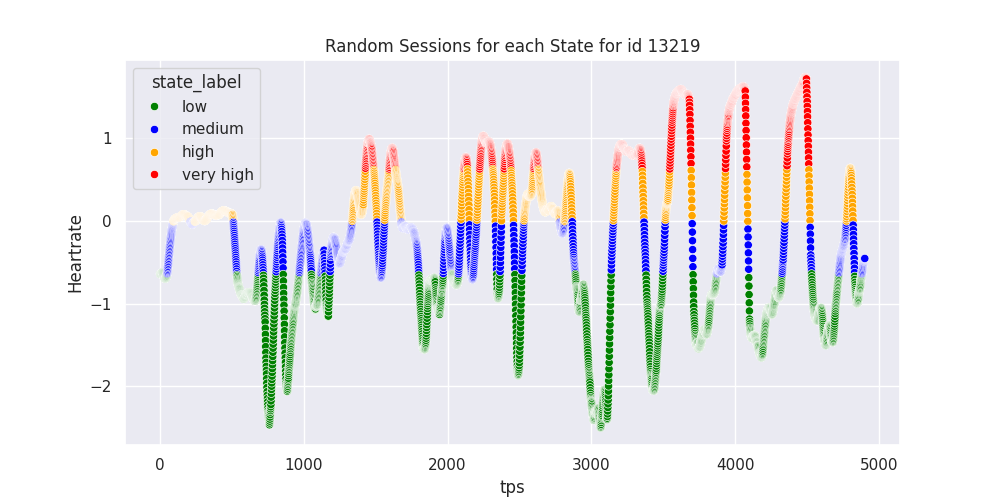 Random Sessions for each State for id 13219
state_label
low
medium
high
very high
Heartrate
1
0
−1
−2
0 1000 2000 3000 4000 5000
tps